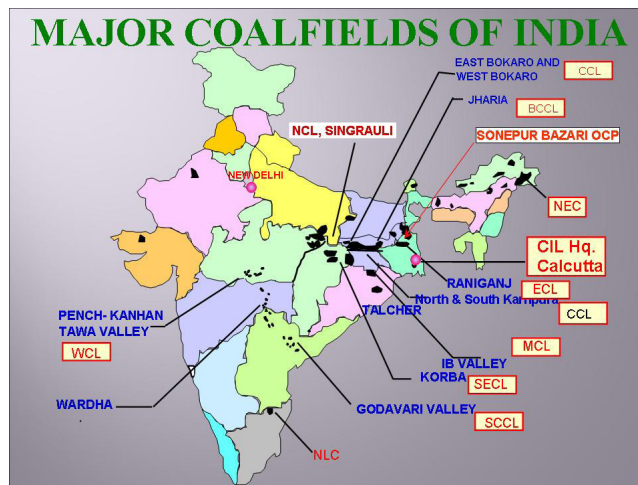 MAJOR COALFIELDS OF INDIA
EAST BOKARO AND
WEST BOKARO
CCL
JHARIA
BCCL
NCL, SINGRAULI
SONEPUR BAZARI OCP
NEW DELHI
NEC
CIL Hq.
Calcutta
RANIGANJ
ECL
North & South Karnpura
CCL
TALCHER
PENCH- KANHAN
TAWA VALLEY
WCL
MCL
IB VALLEY
KORBA
SECL
WARDHA
GODAVARI VALLEY
SCCL
NLC